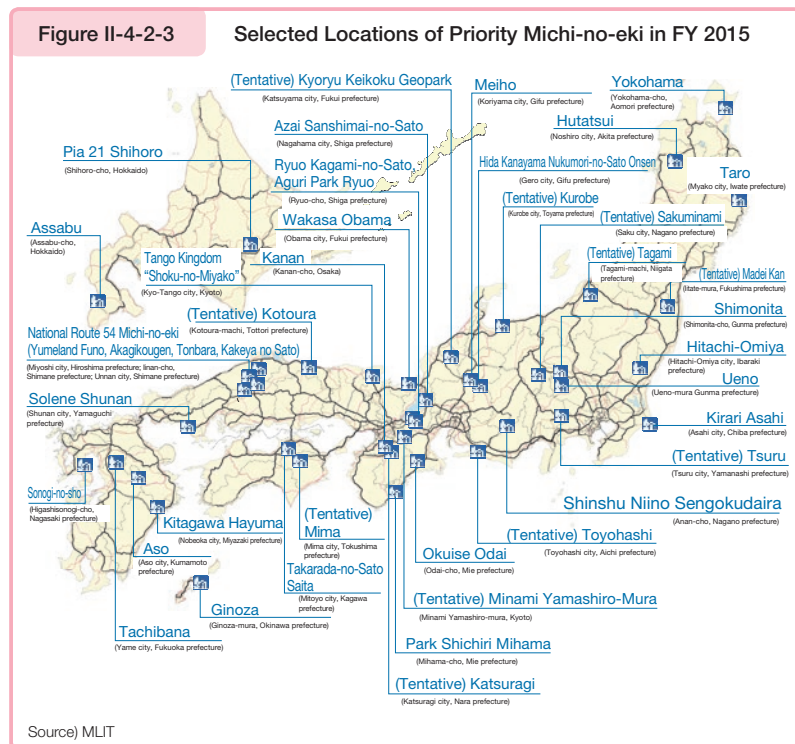 Figure II-4-2-3
Selected Locations of Priority Michi-no-eki in FY 2015
(Tentative) Kyoryu Keikoku Geopark
(Katsuyama city, Fukui prefecture)
Meiho
(Koriyama city, Gifu prefecture)
Yokohama
(Yokohama-cho,
Aomori prefecture)
Azai Sanshimai-no-Sato
(Nagahama city, Shiga prefecture)
Hutatsui
(Noshiro city, Akita prefecture)
Pia 21 Shihoro
(Shihoro-cho, Hokkaido)
Ryuo Kagami-no-Sato,
Aguri Park Ryuo
(Ryuo-cho, Shiga prefecture)
Hida Kanayama Nukumori-no-Sato Onsen
(Gero city, Gifu prefecture)
Taro
(Myako city, Iwate prefecture)
(Tentative) Kurobe
(Kurobe city, Toyama prefecture)
Wakasa Obama
(Obama city, Fukui prefecture)
(Tentative) Sakuminami
(Saku city, Nagano prefecture)
Assabu
(Assabu-cho,
Hokkaido)
Tango Kingdom
"Shoku-no-Miyako"
(Kyo-Tango city, Kyoto)
Kanan
(Kanan-cho, Osaka)
(Tentative) Tagami
(Tagami-machi, Niigata
prefecture)
(Tentative) Madei Kan
(Iitate-mura, Fukushima prefecture)
(Tentative) Kotoura
(Kotoura-machi, Tottori prefecture)
Shimonita
(Shimonita-cho, Gunma prefecture)
National Route 54 Michi-no-eki
(Yumeland Funo, Akagikougen, Tonbara, Kakeya no Sato)
(Miyoshi city, Hiroshima prefecture; Iinan-cho,
Shimane prefecture; Unnan city, Shimane prefecture)
Hitachi-Omiya
(Hitachi-Omiya city, Ibaraki
prefecture)
Ueno
(Ueno-mura Gunma prefecture)
Solene Shunan
(Shunan city, Yamaguchi
prefecture)
Kirari Asahi
(Asahi city, Chiba prefecture)
(Tentative) Tsuru
(Tsuru city, Yamanashi prefecture)
Sonogi-no-sho
(Higashisonogi-cho,
Nagasaki prefecture)
Kitagawa Hayuma
(Nobeoka city, Miyazaki prefecture)
(Tentative)
Mima
(Mima city, Tokushima
prefecture)
Shinshu Niino Sengokudaira
(Anan-cho, Nagano prefecture)
(Tentative) Toyohashi
(Toyohashi city, Aichi prefecture)
Aso
(Aso city, Kumamoto
prefecture)
Okuise Odai
(Odai-cho, Mie prefecture)
Takarada-no-Sato
Saita
(Mitoyo city, Kagawa
prefecture)
Ginoza
(Ginoza-mura, Okinawa prefecture)
(Tentative) Minami Yamashiro-Mura
(Minami Yamashiro-mura, Kyoto)
Tachibana
(Yame city, Fukuoka prefecture)
Park Shichiri Mihama
(Mihama-cho, Mie prefecture)
(Tentative) Katsuragi
(Katsuragi city, Nara prefecture)
Source) MLIT